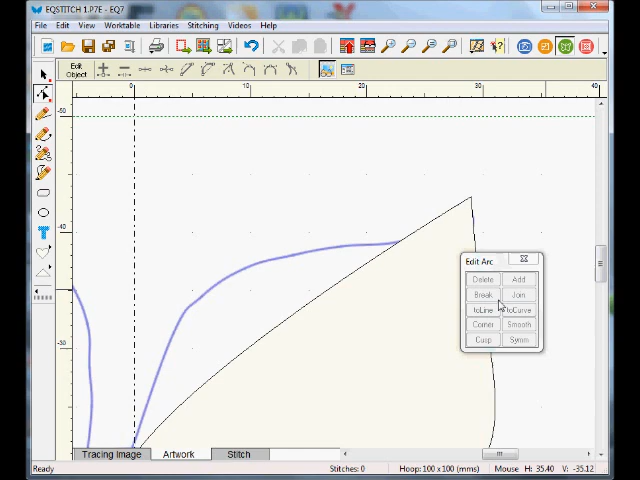 EQSTITCH 1.P7E - EQ7
File Edit View Worktable Libraries Stitching Videos Help
Edit
Object
0 10 20 30 40
-50
-40
-30
Edit Arc
Delete Add
Break Join
toLine toCurve
Corner Smooth
Cusp Symm
Tracing Image Artwork Stitch
Ready Stitches: 0 Hoop: 100 x 100 (mms) Mouse H: 35.40 V: -35.12